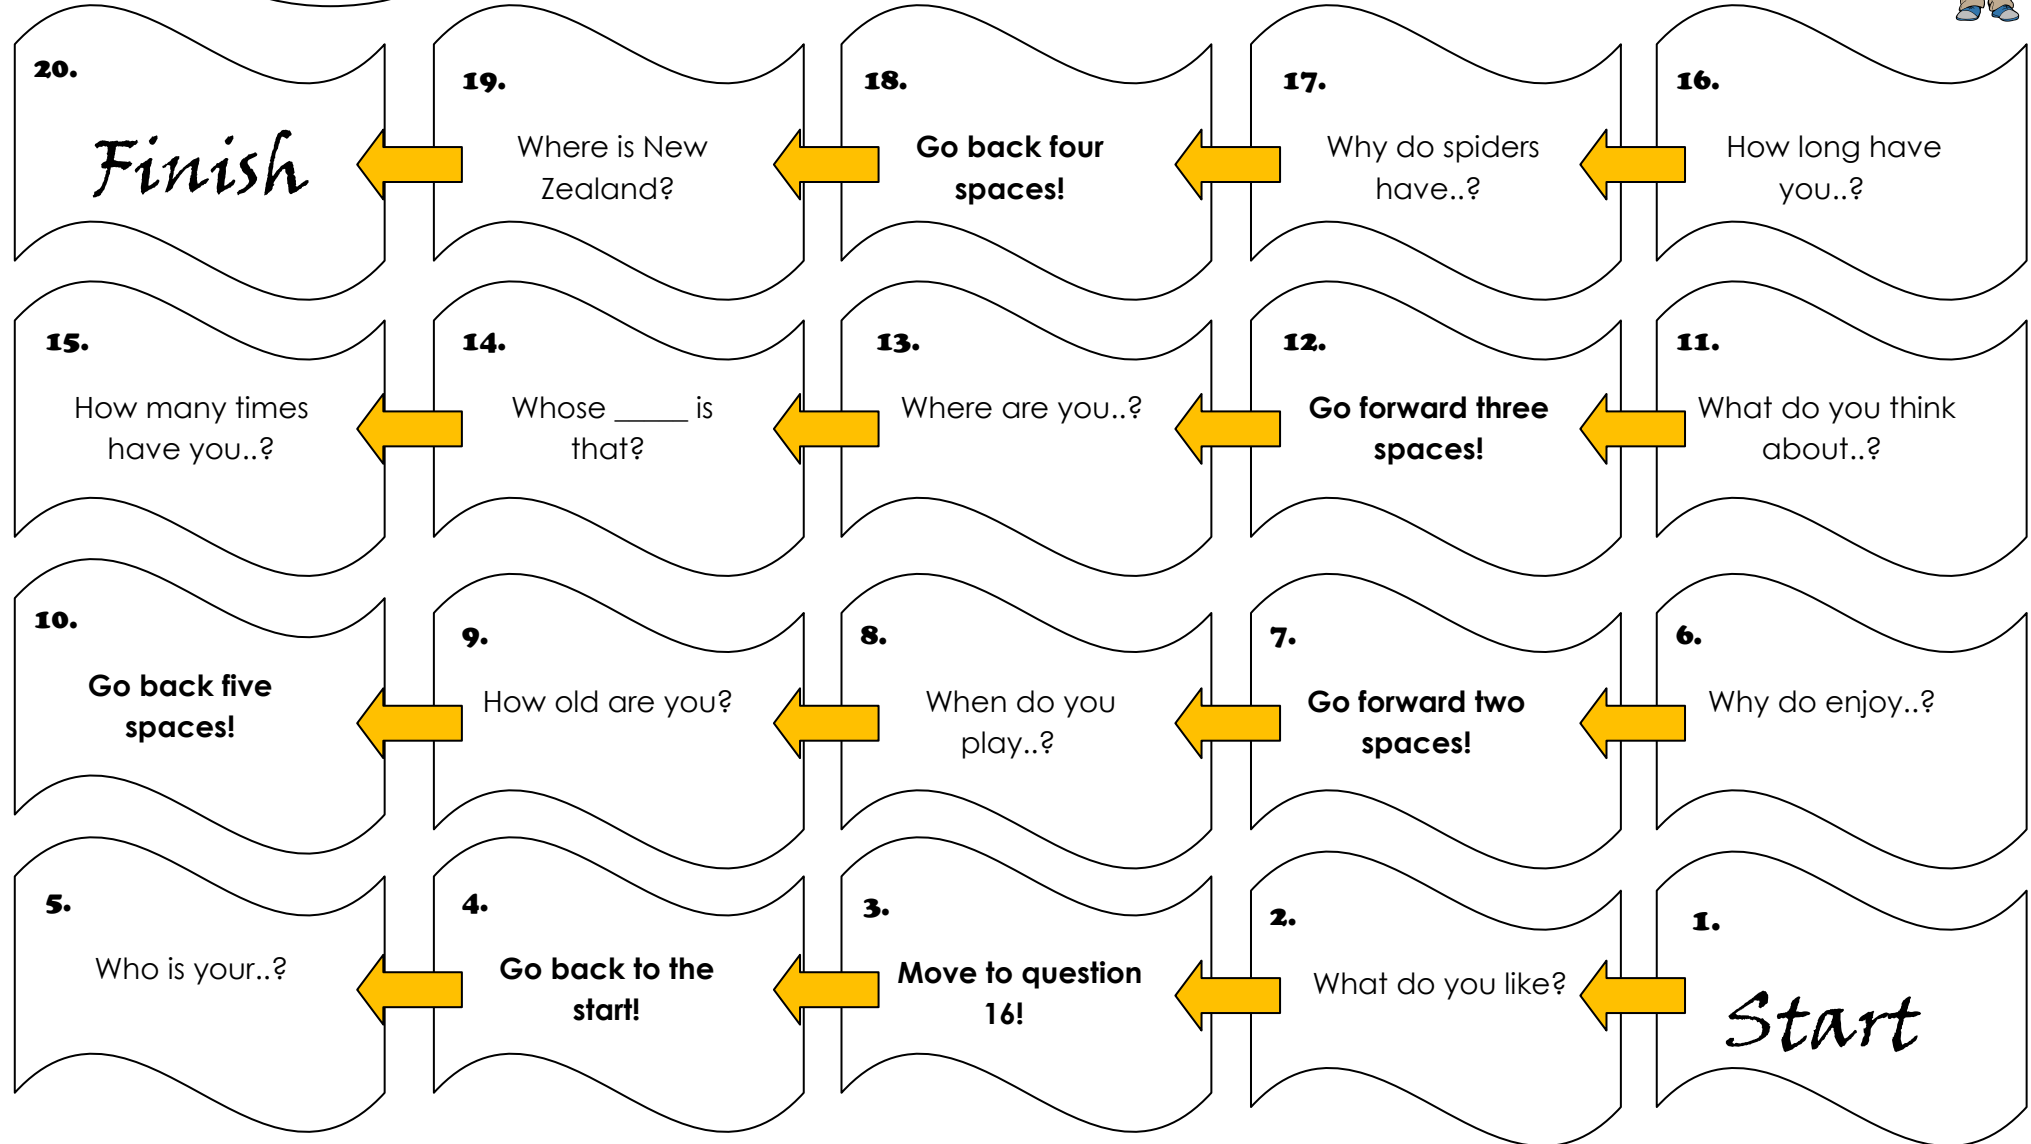 20.
Finish
19.
Where is New
Zealand?
18.
Go back four
spaces!
17.
Why do spiders
have..?
16.
How long have
you..?
15.
How many times
have you..?
14.
Whose _____ is
that?
13.
Where are you..?
12.
Go forward three
spaces!
11.
What do you think
about..?
10.
Go back five
spaces!
9.
How old are you?
8.
When do you
play..?
7.
Go forward two
spaces!
6.
Why do enjoy..?
5.
Who is your..?
4.
Go back to the
start!
3.
Move to question
16!
2.
What do you like?
1.
Start